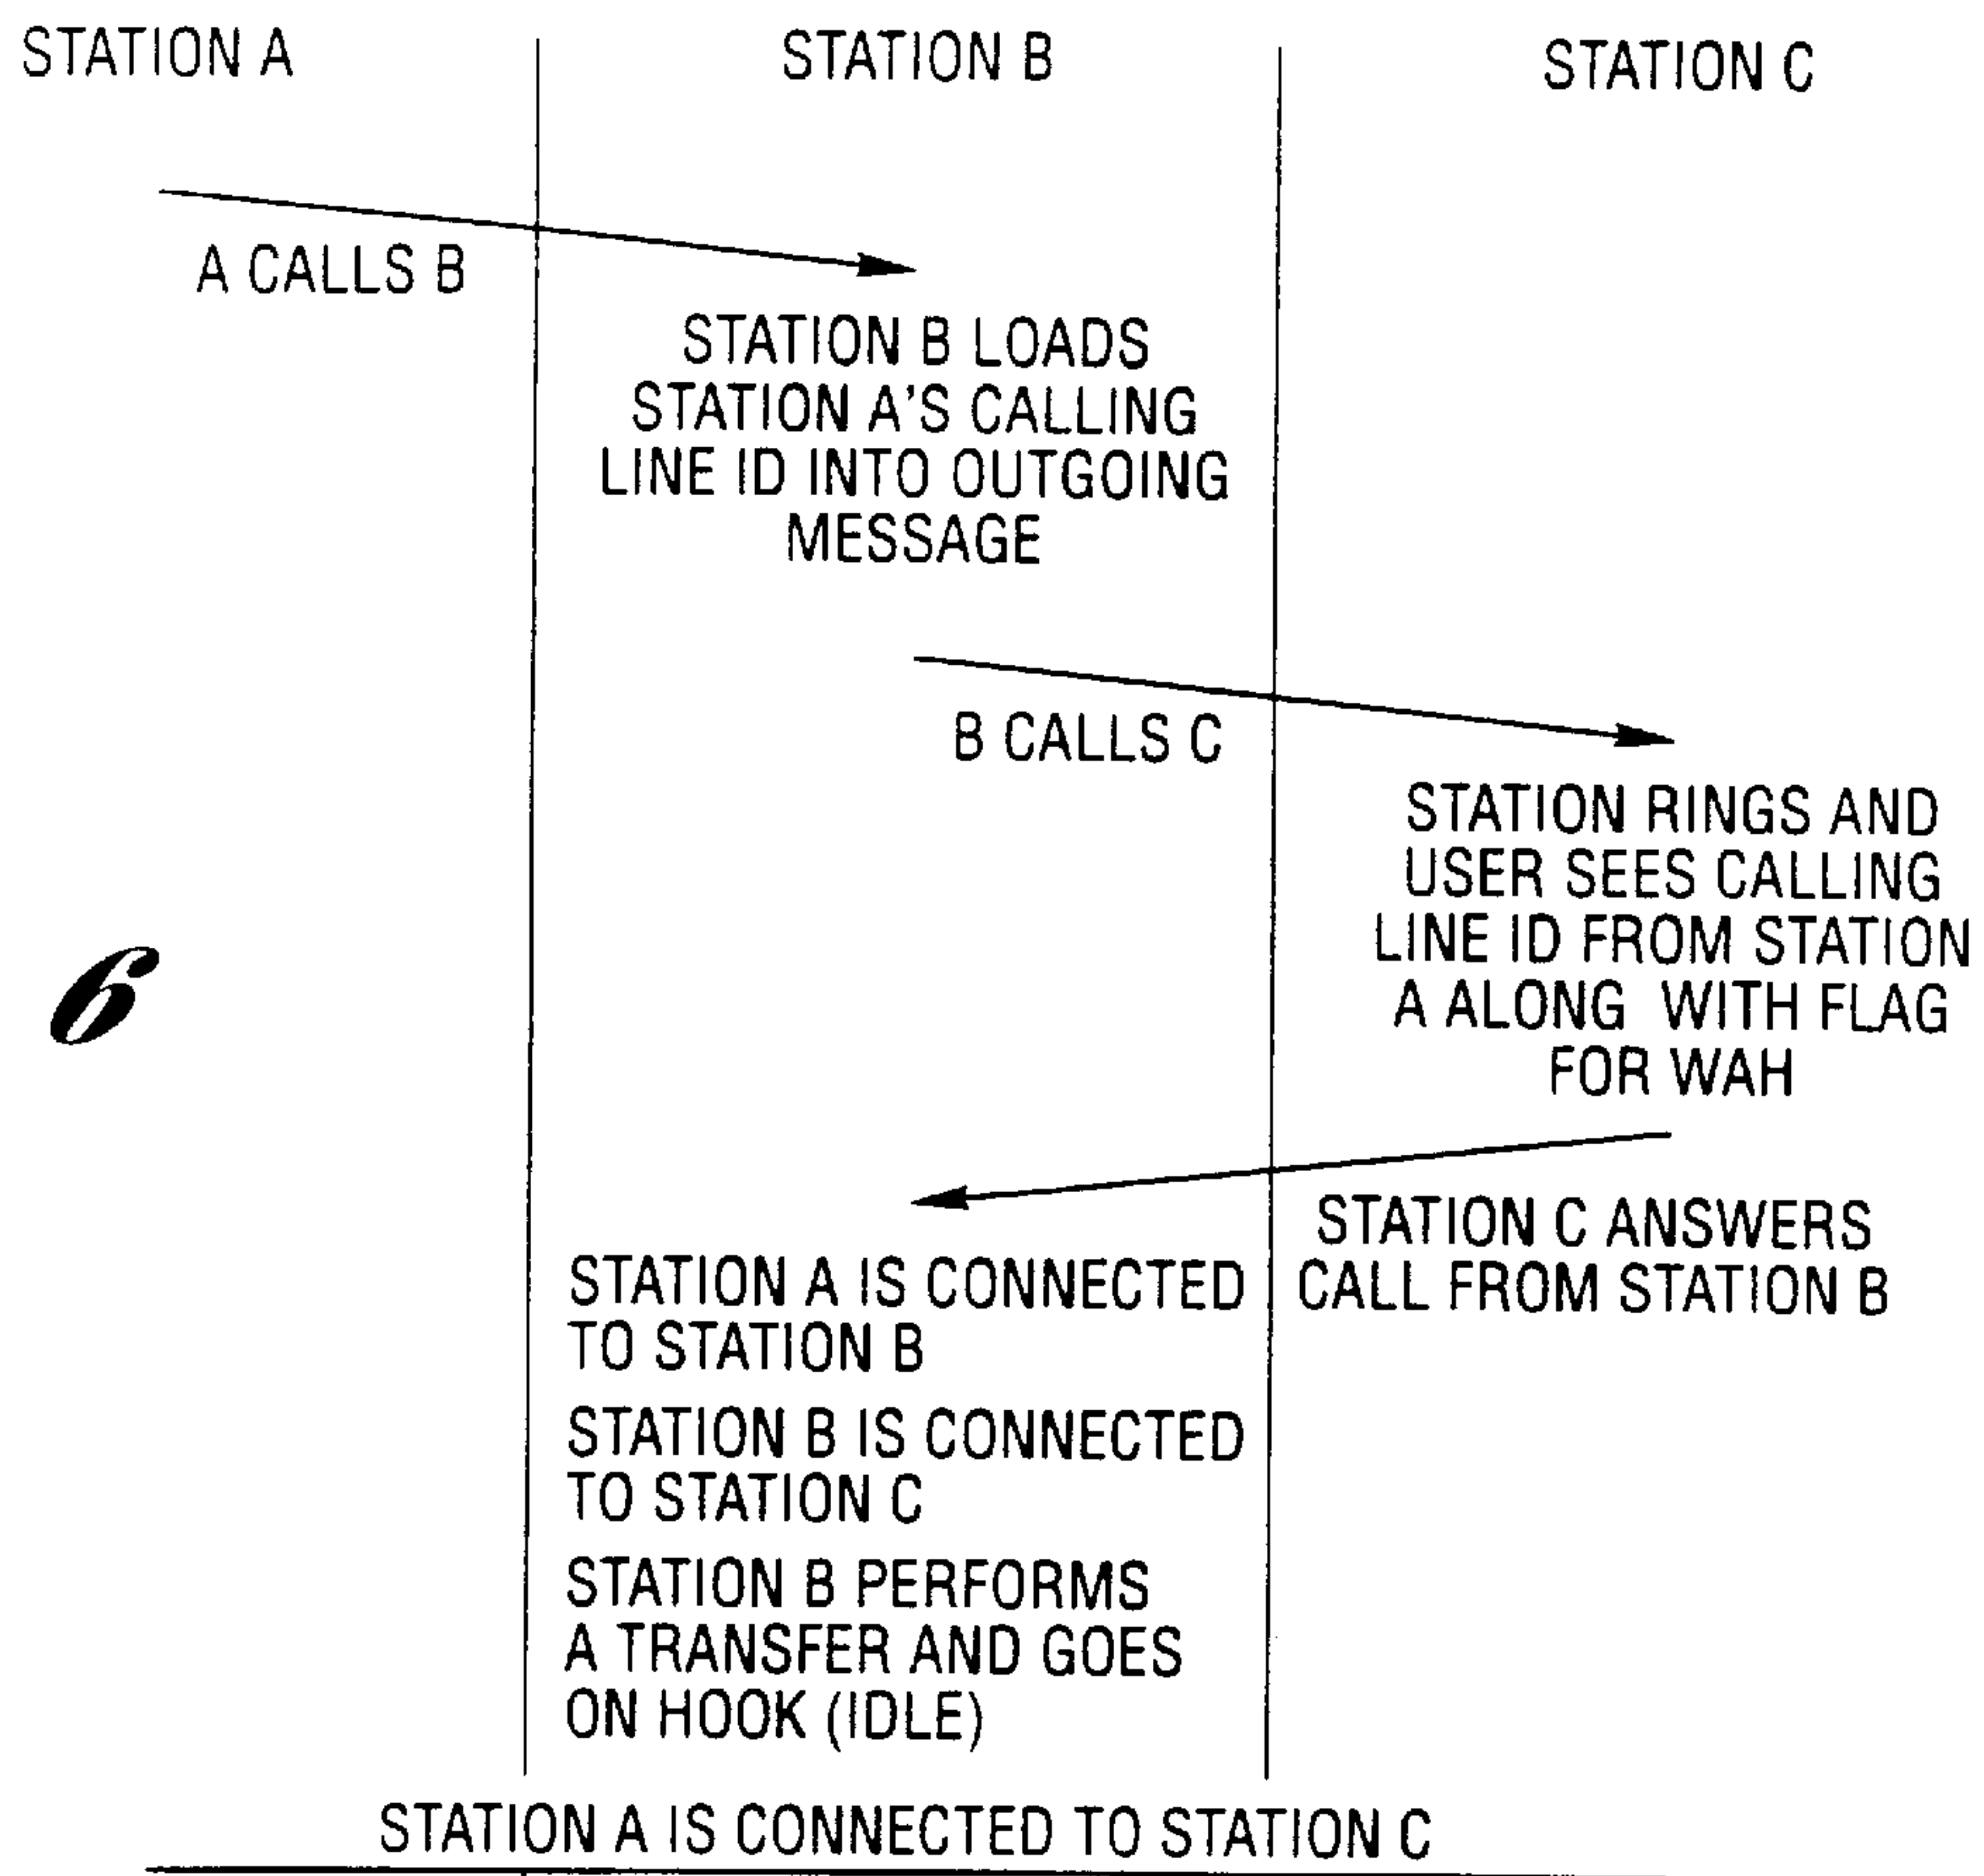 STATION A
STATION B
STATION C
A CALLS B
STATION B LOADS
STATION A'S CALLING
LINE ID INTO OUTGOING
MESSAGE
B CALLS C
STATION RINGS AND
USER SEES CALLING
LINE ID FROM STATION
A ALONG WITH FLAG
FOR WAH
6
STATION C ANSWERS
CALL FROM STATION B
STATION A IS CONNECTED
TO STATION B
STATION B IS CONNECTED
TO STATION C
STATION B PERFORMS
A TRANSFER AND GOES
ON HOOK (IDLE)
STATION A IS CONNECTED TO STATION C